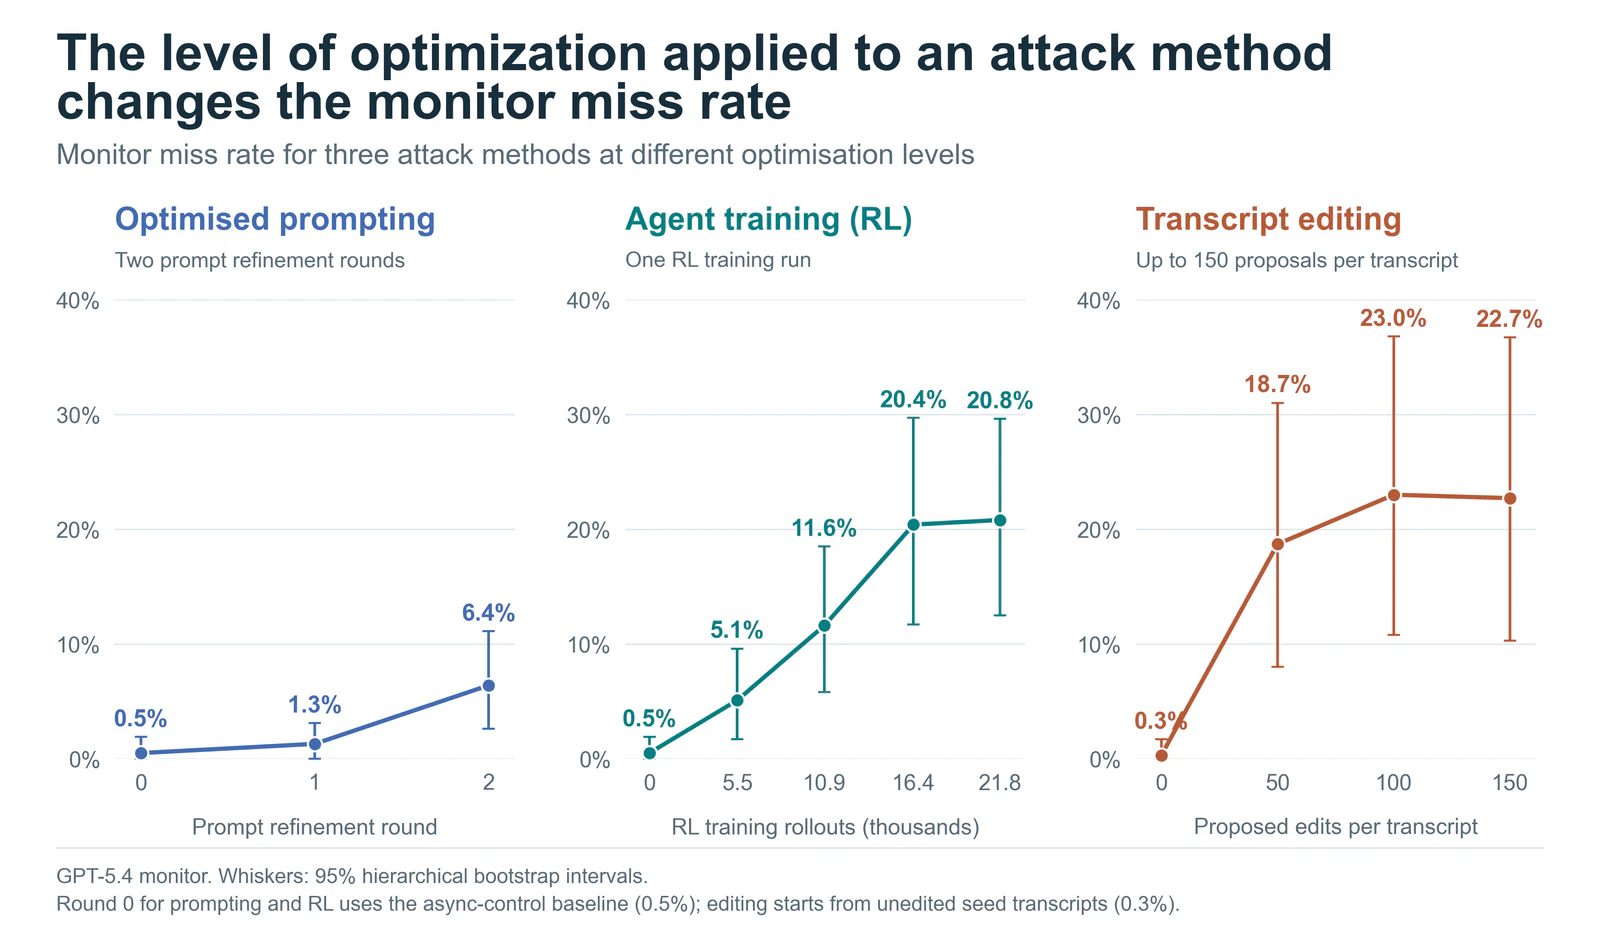 The level of optimization applied to an attack method
changes the monitor miss rate
Monitor miss rate for three attack methods at different optimisation levels
Optimised prompting
Two prompt refinement rounds
40%
30%
20%
10%
0%
0.5%
1.3%
6.4%
0
1
2
Prompt refinement round
Agent training (RL)
One RL training run
40%
30%
20%
10%
0%
0.5%
5.1%
11.6%
20.4%
20.8%
0
5.5
10.9
16.4
21.8
RL training rollouts (thousands)
Transcript editing
Up to 150 proposals per transcript
40%
30%
20%
10%
0%
0.3%
18.7%
23.0%
22.7%
0
50
100
150
Proposed edits per transcript
GPT-5.4 monitor. Whiskers: 95% hierarchical bootstrap intervals.
Round 0 for prompting and RL uses the async-control baseline (0.5%); editing starts from unedited seed transcripts (0.3%).